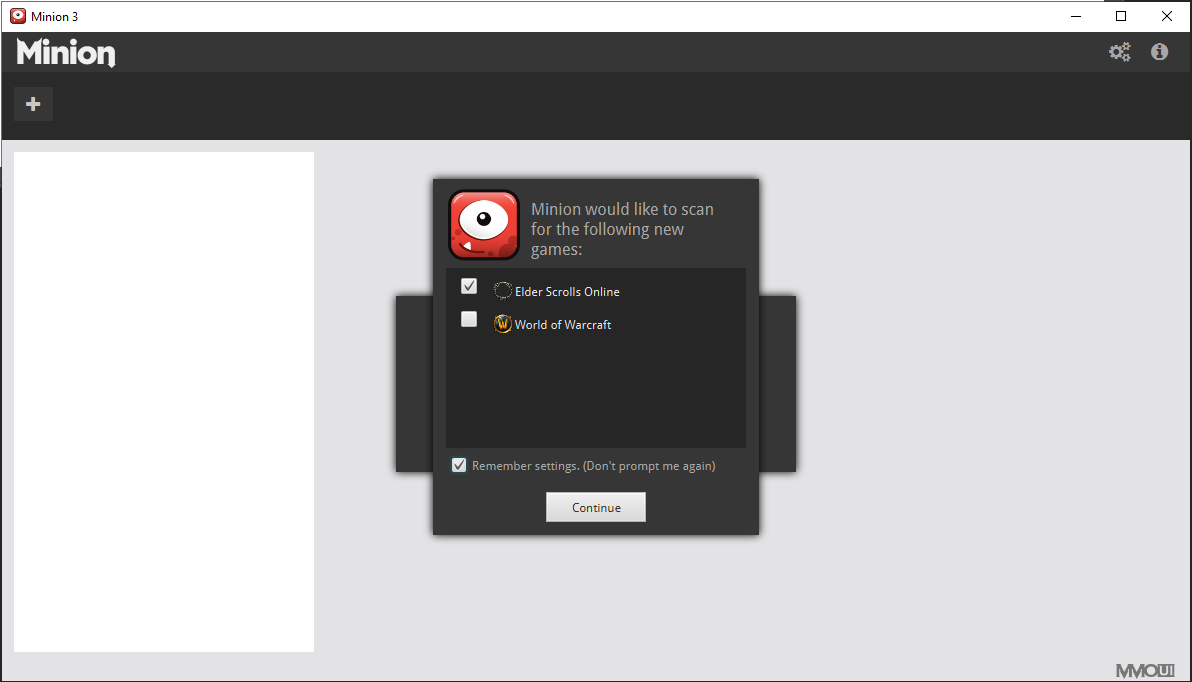 Minion 3
Minion
Minion would like to scan
for the following new
games:
Elder Scrolls Online
World of Warcraft
Remember settings. (Don't prompt me again)
Continue
MMOUI